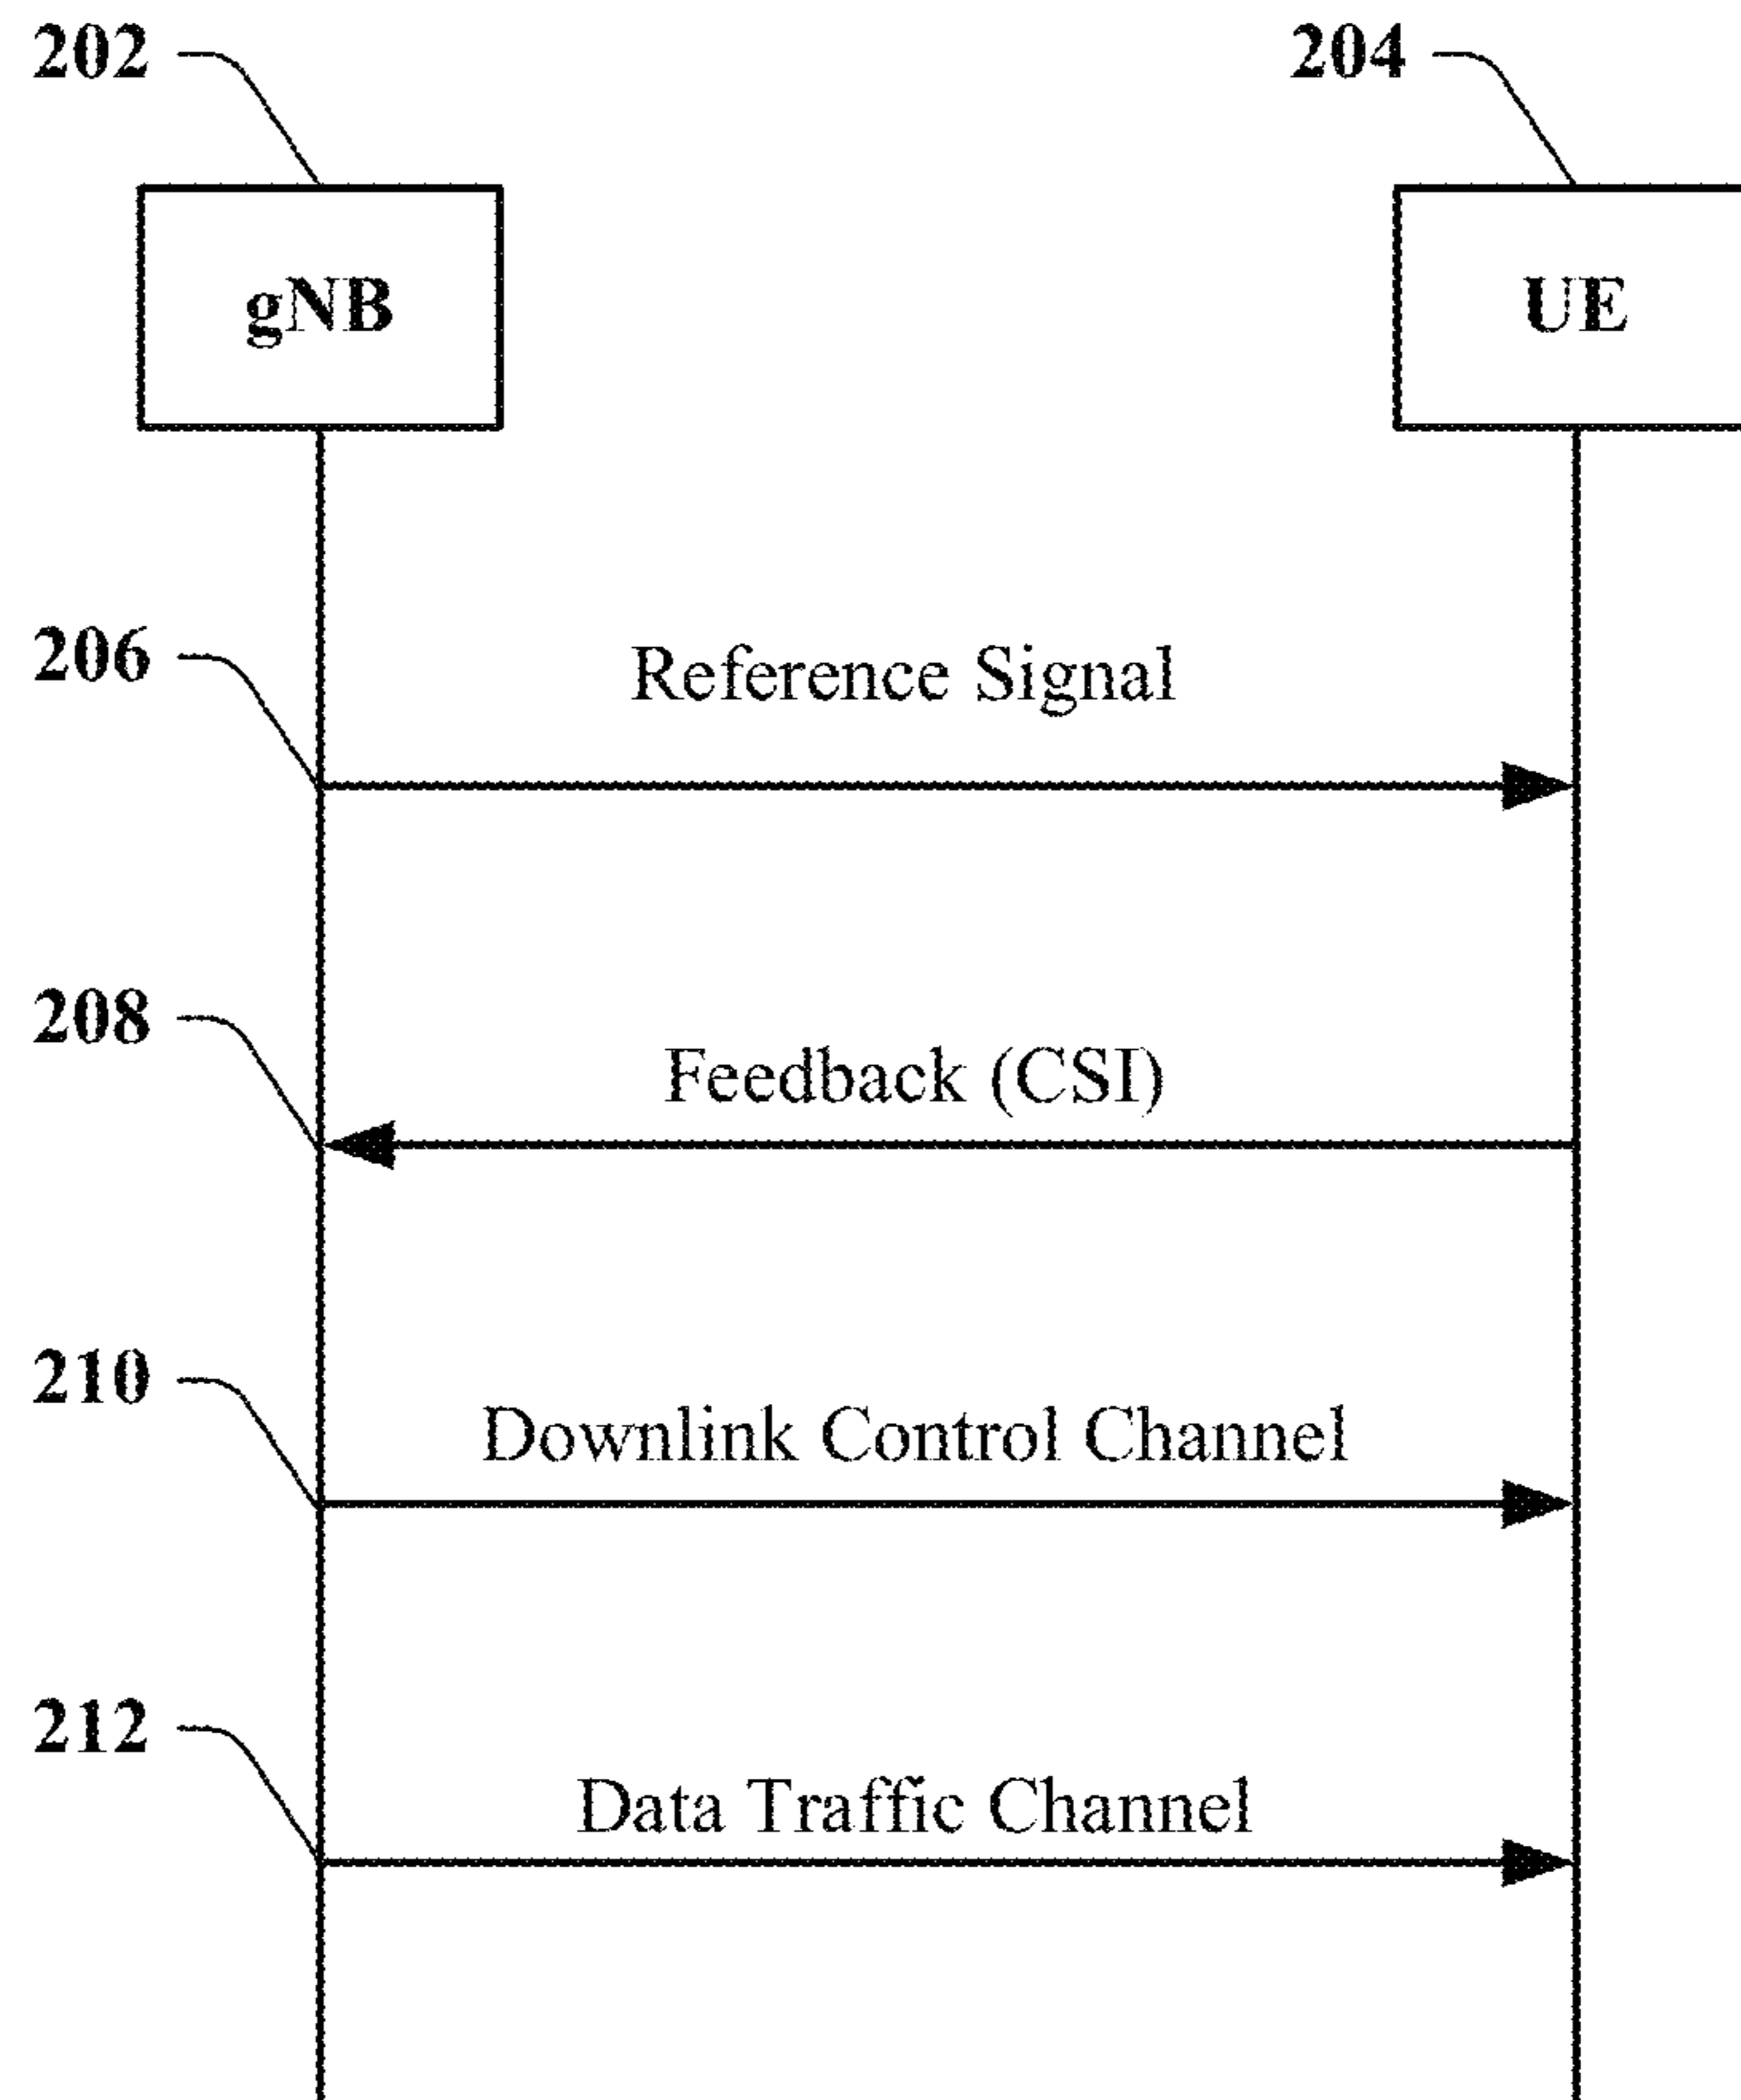 202
204
gNB
UE
206
Reference Signal
208
Feedback (CSI)
210
Downlink Control Channel
212
Data Traffic Channel